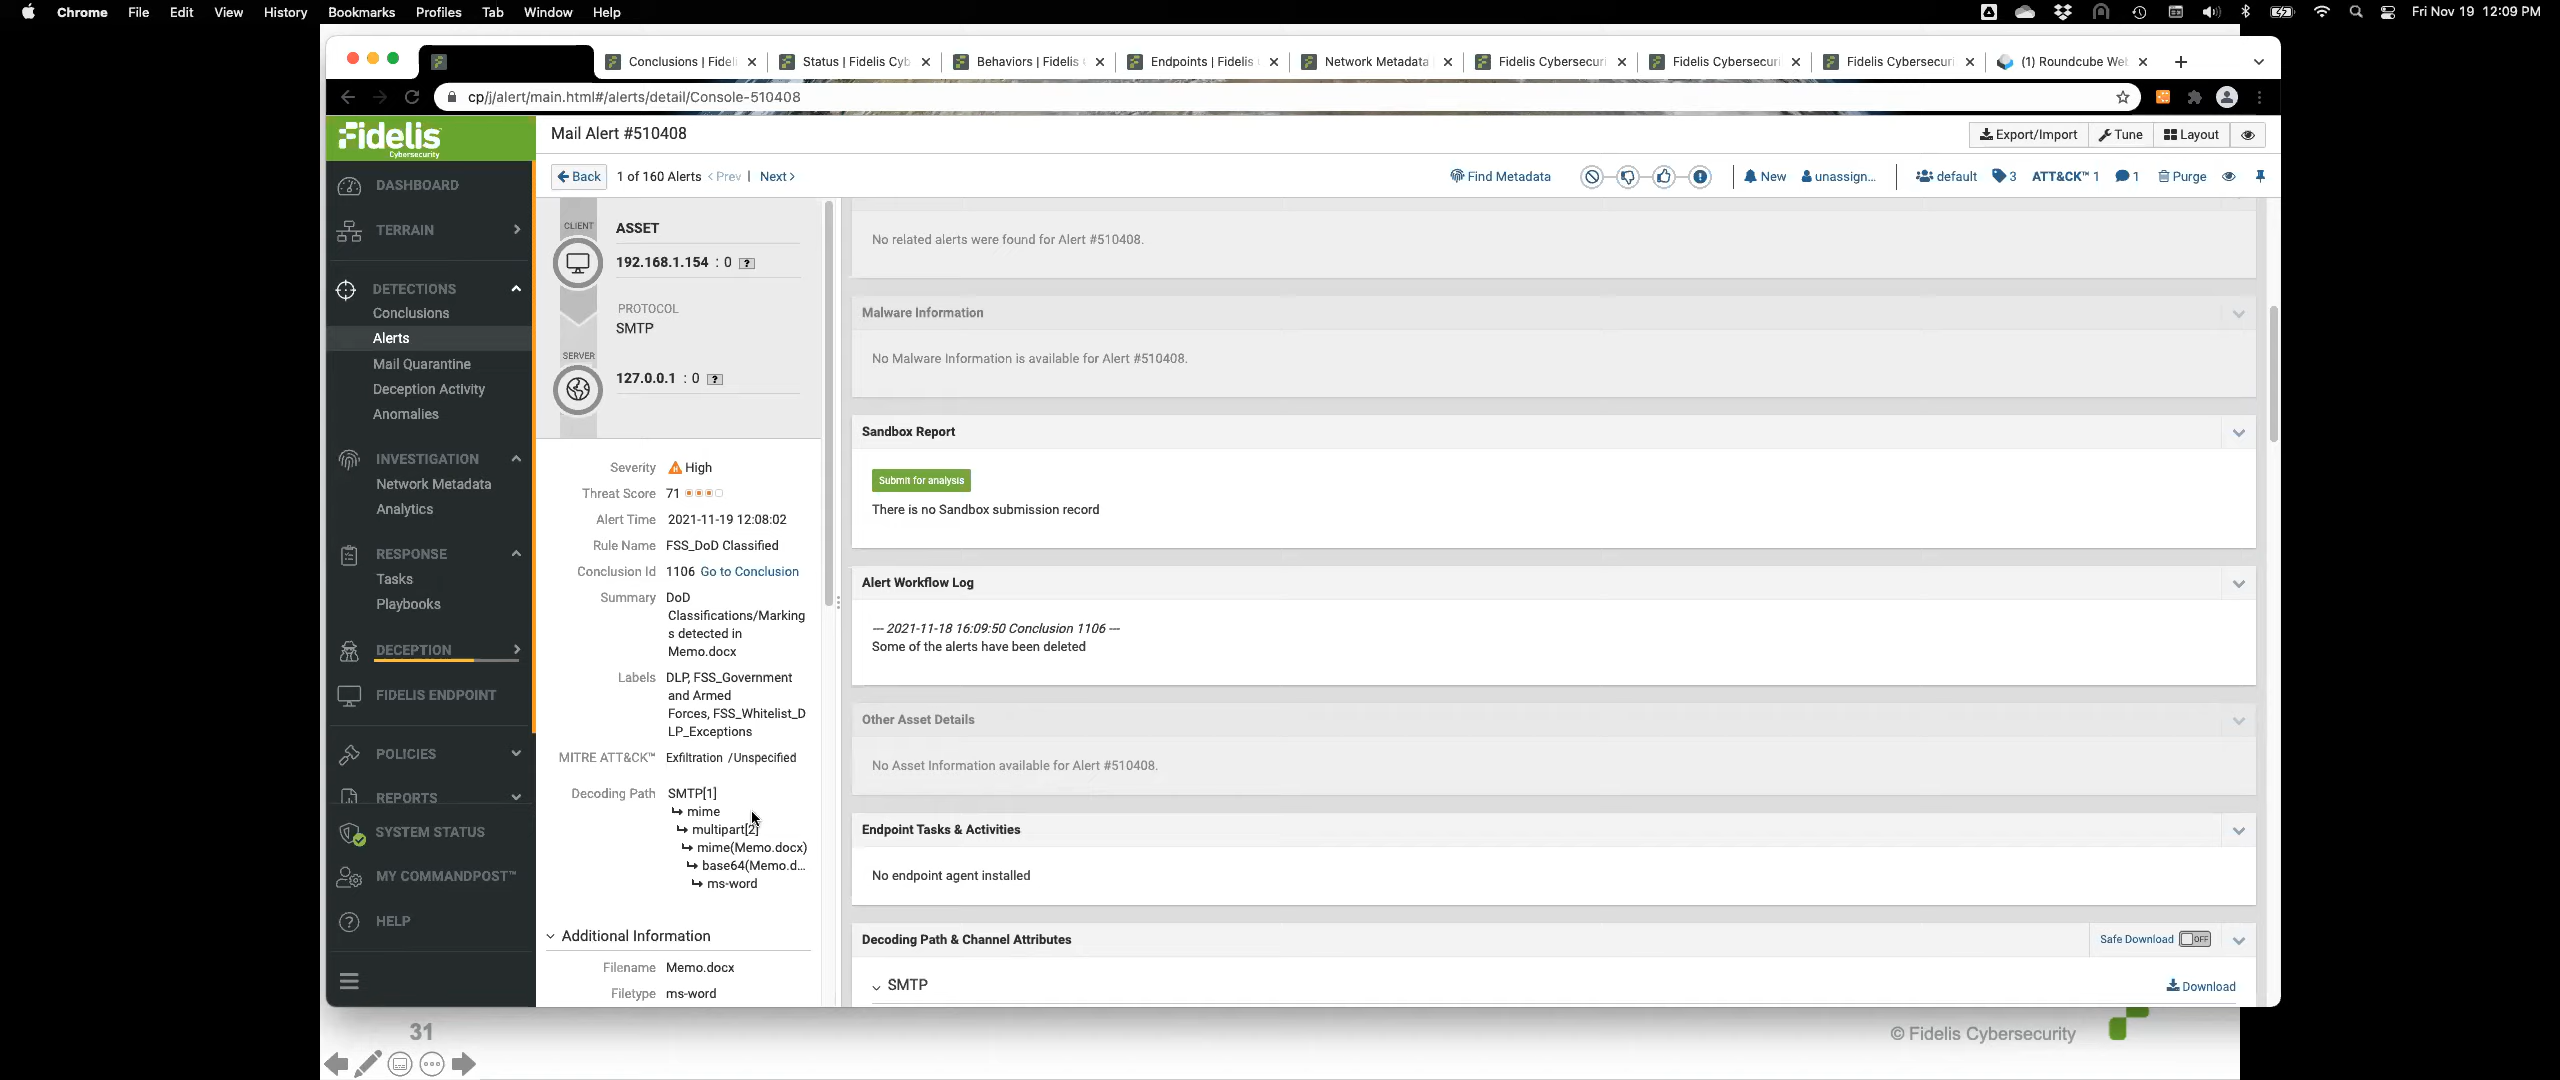 Chrome File Edit View History Bookmarks Profiles Tab Window Help
Fri Nov 19 12:09 PM
Conclusions | Fidel
Status | Fidelis Cyb
Behaviors | Fidelis
Endpoints | Fidelis
Network Metadata
Fidelis Cybersecuri
Fidelis Cybersecuri
Fidelis Cybersecuri
(1) Roundcube Web
cp/j/alert/main.html#/alerts/detail/Console-510408
Fidelis
Cybersecurity
Mail Alert #510408
Export/Import
Tune
Layout
Back
1 of 160 Alerts < Prev | Next >
Find Metadata
New
unassign...
default
3
ATT&CK™ 1
1
Purge
DASHBOARD
TERRAIN
DETECTIONS
Conclusions
Alerts
Mail Quarantine
Deception Activity
Anomalies
INVESTIGATION
Network Metadata
Analytics
RESPONSE
Tasks
Playbooks
DECEPTION
FIDELIS ENDPOINT
POLICIES
REPORTS
SYSTEM STATUS
MY COMMANDPOST™
HELP
CLIENT
ASSET
192.168.1.154 : 0 ?
PROTOCOL
SMTP
SERVER
127.0.0.1 : 0 ?
Severity High
Threat Score 71
Alert Time 2021-11-19 12:08:02
Rule Name FSS_DoD Classified
Conclusion Id 1106 Go to Conclusion
Summary DoD
Classifications/Marking
s detected in
Memo.docx
Labels DLP, FSS_Government
and Armed
Forces, FSS_Whitelist_D
LP_Exceptions
MITRE ATT&CK™ Exfiltration /Unspecified
Decoding Path SMTP[1]
↳ mime
↳ multipart[2]
↳ mime(Memo.docx)
↳ base64(Memo.d...
↳ ms-word
Additional Information
Filename Memo.docx
Filetype ms-word
No related alerts were found for Alert #510408.
Malware Information
No Malware Information is available for Alert #510408.
Sandbox Report
Submit for analysis
There is no Sandbox submission record
Alert Workflow Log
--- 2021-11-18 16:09:50 Conclusion 1106 ---
Some of the alerts have been deleted
Other Asset Details
No Asset Information available for Alert #510408.
Endpoint Tasks & Activities
No endpoint agent installed
Decoding Path & Channel Attributes
Safe Download OFF
SMTP
Download
31
© Fidelis Cybersecurity